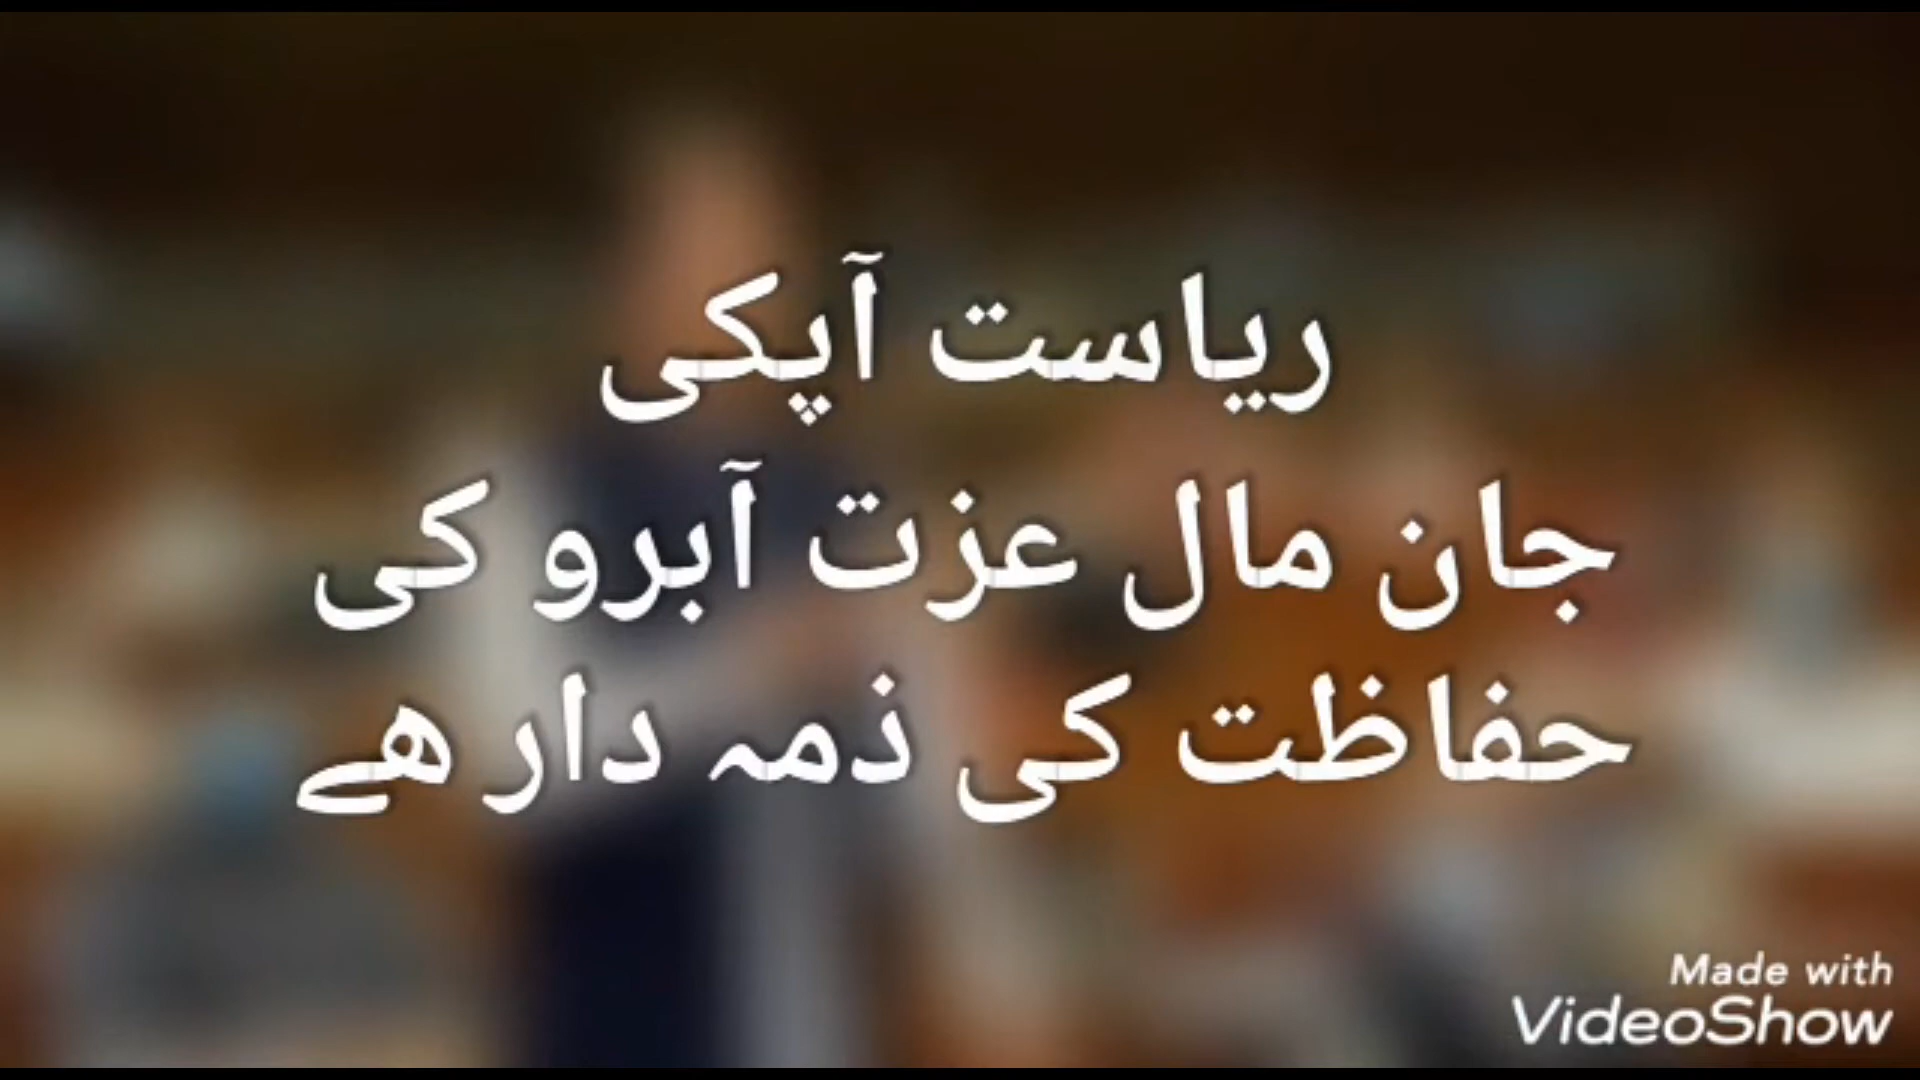 ریاست آپکی
جان مال عزت آبرو کی
حفاظت کی ذمہ دار ھے
Made with
VideoShow